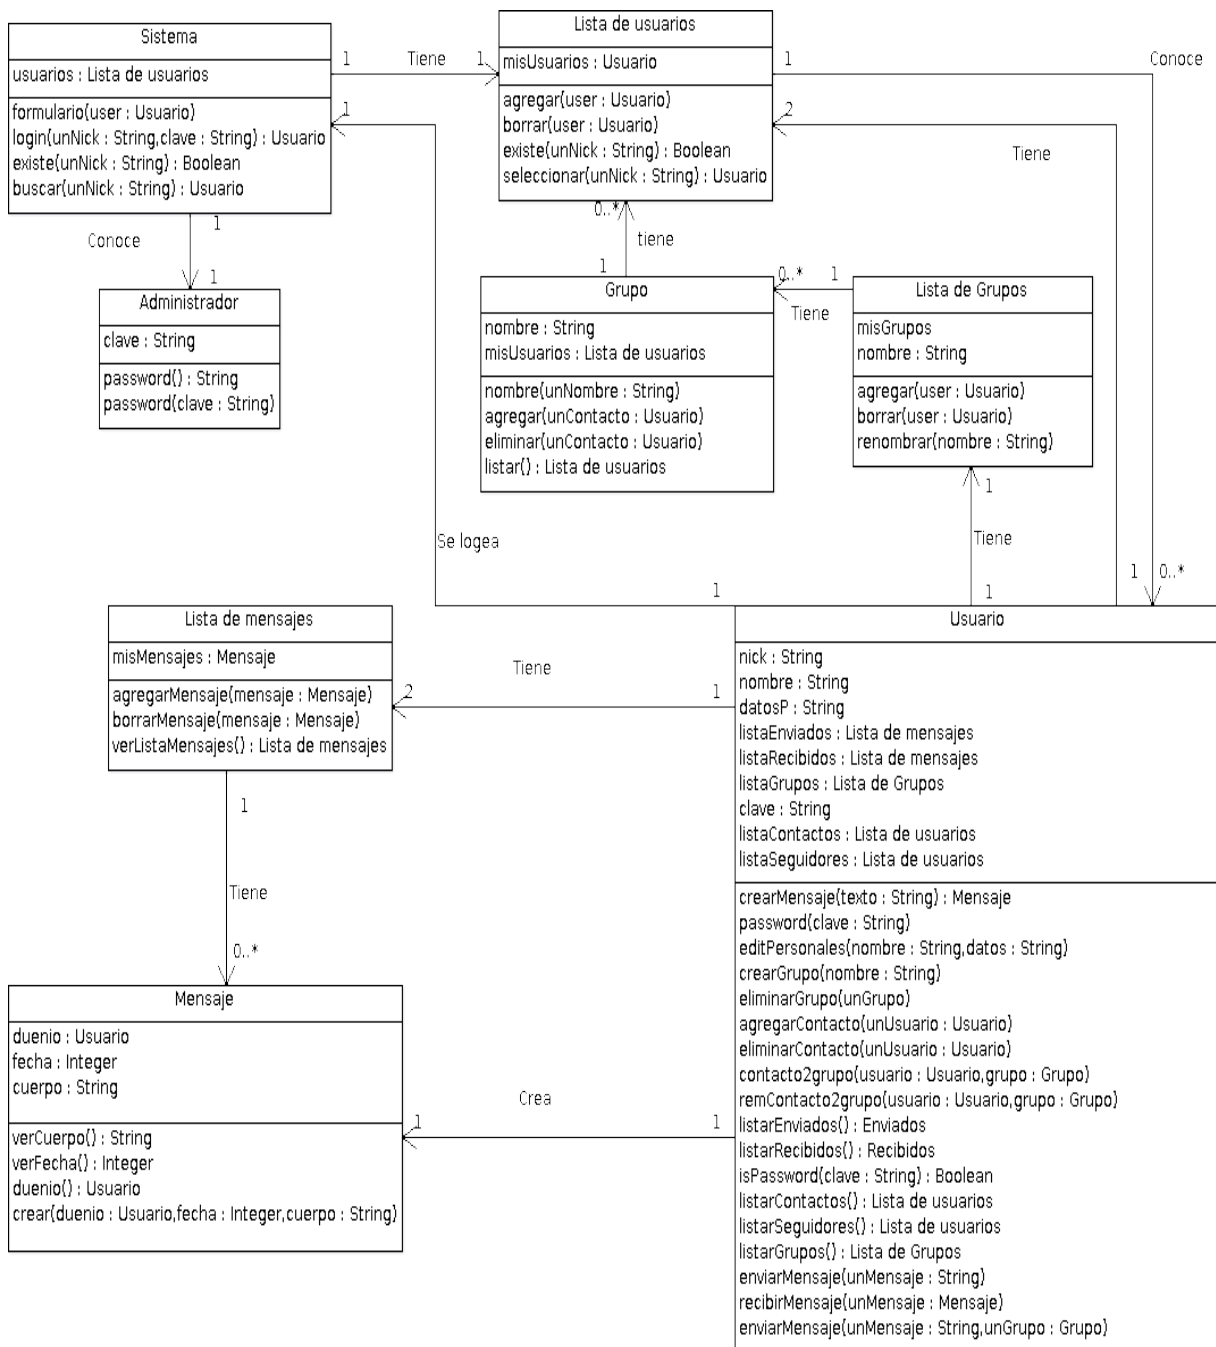 Sistema
usuarios : Lista de usuarios
formulario(user : Usuario)
login(unNick : String,clave : String) : Usuario
existe(unNick : String) : Boolean
buscar(unNick : String) : Usuario
1
Tiene
1
Lista de usuarios
misUsuarios : Usuario
agregar(user : Usuario)
borrar(user : Usuario)
existe(unNick : String) : Boolean
seleccionar(unNick : String) : Usuario
1
Conoce
2
Tiene
1
1
Conoce
1
Administrador
clave : String
password() : String
password(clave : String)
0..*
tiene
1
Grupo
nombre : String
misUsuarios : Lista de usuarios
nombre(unNombre : String)
agregar(unContacto : Usuario)
eliminar(unContacto : Usuario)
listar() : Lista de usuarios
0..*
1
Tiene
Lista de Grupos
misGrupos
nombre : String
agregar(user : Usuario)
borrar(user : Usuario)
renombrar(nombre : String)
1
Tiene
1
Se logea
1
1
0..*
Lista de mensajes
misMensajes : Mensaje
agregarMensaje(mensaje : Mensaje)
borrarMensaje(mensaje : Mensaje)
verListaMensajes() : Lista de mensajes
Tiene
2
1
1
Tiene
0..*
Mensaje
duenio : Usuario
fecha : Integer
cuerpo : String
verCuerpo() : String
verFecha() : Integer
duenio() : Usuario
crear(duenio : Usuario,fecha : Integer,cuerpo : String)
Crea
1
1
Usuario
nick : String
nombre : String
datosP : String
listaEnviados : Lista de mensajes
listaRecibidos : Lista de mensajes
listaGrupos : Lista de Grupos
clave : String
listaContactos : Lista de usuarios
listaSeguidores : Lista de usuarios
crearMensaje(texto : String) : Mensaje
password(clave : String)
editPersonales(nombre : String,datos : String)
crearGrupo(nombre : String)
eliminarGrupo(unGrupo)
agregarContacto(unUsuario : Usuario)
eliminarContacto(unUsuario : Usuario)
contacto2grupo(usuario : Usuario,grupo : Grupo)
remContacto2grupo(usuario : Usuario,grupo : Grupo)
listarEnviados() : Enviados
listarRecibidos() : Recibidos
isPassword(clave : String) : Boolean
listarContactos() : Lista de usuarios
listarSeguidores() : Lista de usuarios
listarGrupos() : Lista de Grupos
enviarMensaje(unMensaje : String)
recibirMensaje(unMensaje : Mensaje)
enviarMensaje(unMensaje : String,unGrupo : Grupo)